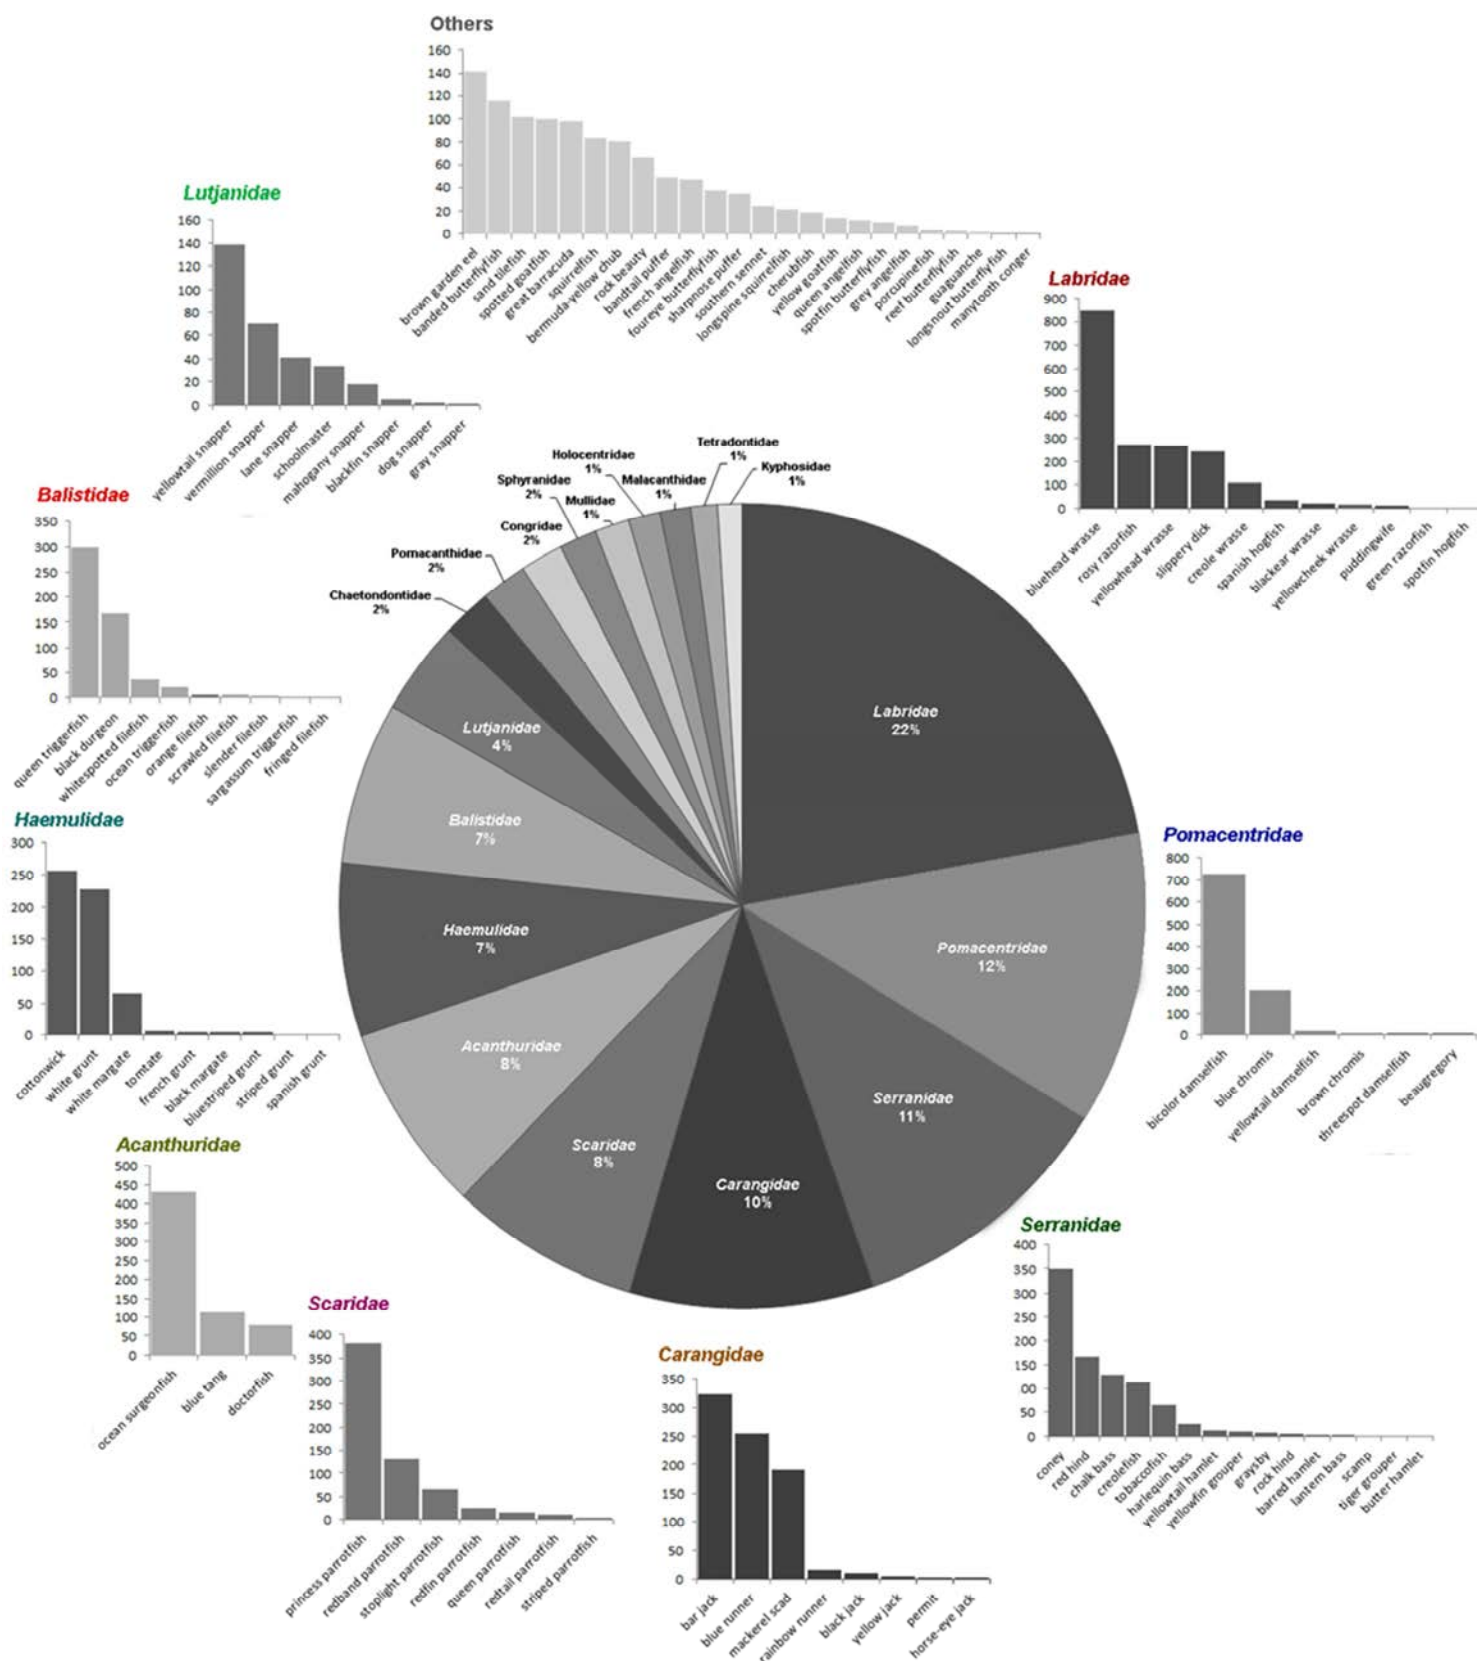 Others
160
140
120
100
80
60
40
20
0
brown garden eel
banded butterflyfish
sand tilefish
spotted goatfish
great barracuda
squirrelfish
bermuda-yellow chub
rock beauty
bandtail puffer
french angelfish
foureye butterflyfish
sharpnose puffer
southern sennet
longspine squirrelfish
cherubfish
yellow goatfish
queen angelfish
spotfin butterflyfish
grey angelfish
porcupinefish
reef butterflyfish
guaguanche
longsnout butterflyfish
manytooth conger
Lutjanidae
160
140
120
100
80
60
40
20
0
yellowtail snapper
vermillion snapper
lane snapper
schoolmaster
mahogany snapper
blackfin snapper
dog snapper
gray snapper
Labridae
900
800
700
600
500
400
300
200
100
0
bluehead wrasse
rosy razorfish
yellowhead wrasse
slippery dick
creole wrasse
spanish hogfish
blackear wrasse
yellowcheek wrasse
puddingwife
green razorfish
spotfin hogfish
Balistidae
350
300
250
200
150
100
50
0
queen triggerfish
black durgeon
whitespotted filefish
ocean triggerfish
orange filefish
scrawled filefish
slender filefish
sargassum triggerfish
fringed filefish
Tetradontidae
1%
Holocentridae
1%
Kyphosidae
1%
Sphyranidae
2%
Malacanthidae
1%
Mullidae
1%
Congridae
2%
Pomacanthidae
2%
Chaetondontidae
2%
Labridae
22%
Lutjanidae
4%
Balistidae
7%
Haemulidae
7%
Pomacentridae
12%
Acanthuridae
8%
Serranidae
11%
Scaridae
8%
Carangidae
10%
Haemulidae
300
250
200
150
100
50
0
cottonwick
white grunt
white margate
tomtate
french grunt
black margate
bluestriped grunt
striped grunt
spanish grunt
Pomacentridae
800
700
600
500
400
300
200
100
0
bicolor damselfish
blue chromis
yellowtail damselfish
brown chromis
threespot damselfish
beaugregory
Acanthuridae
500
450
400
350
300
250
200
150
100
50
0
ocean surgeonfish
blue tang
doctorfish
Serranidae
400
350
300
250
200
150
00
50
0
coney
red hind
chalk bass
creolefish
tobaccofish
harlequin bass
yellowtail hamlet
yellowfin grouper
graysby
rock hind
barred hamlet
lantern bass
scamp
tiger grouper
butter hamlet
Scaridae
400
350
300
250
200
150
100
50
0
princess parrotfish
redband parrotfish
stoplight parrotfish
redfin parrotfish
queen parrotfish
redtail parrotfish
striped parrotfish
Carangidae
350
300
250
200
150
100
50
0
bar jack
blue runner
mackerel scad
rainbow runner
black jack
yellow jack
permit
horse-eye jack